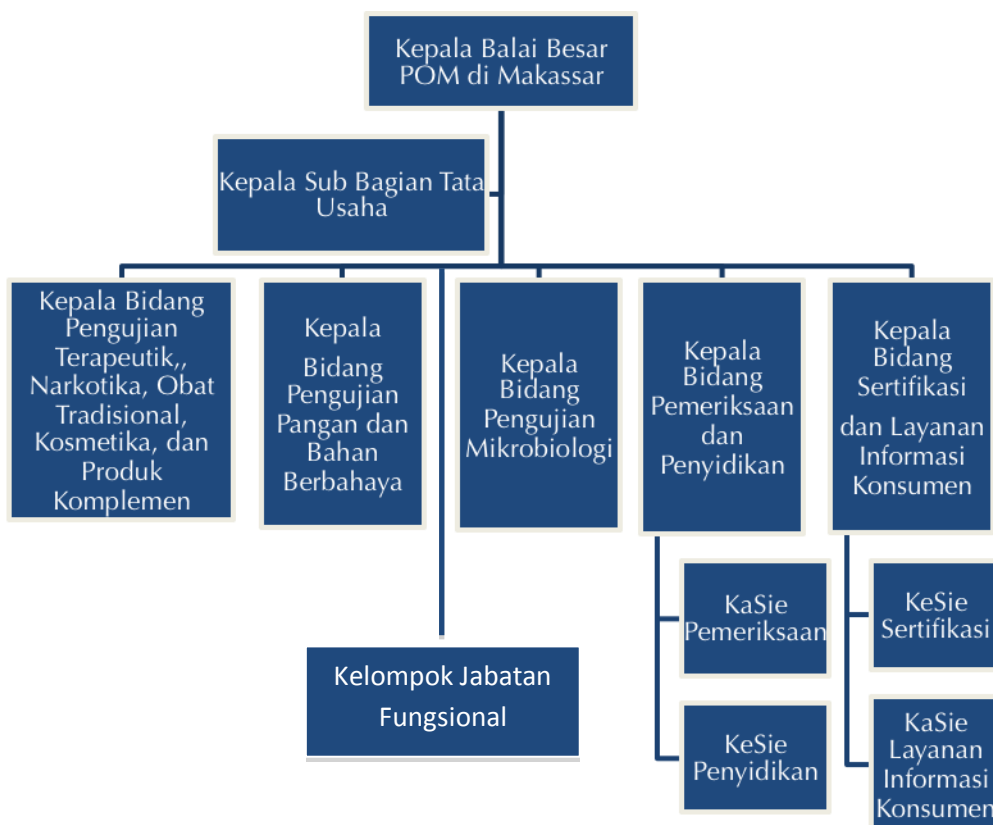 Kepala Balai Besar
POM di Makassar
Kepala Sub Bagian Tata
Usaha
Kepala Bidang
Pengujian
Terapeutik,,
Narkotika, Obat
Tradisional,
Kosmetika, dan
Produk
Komplemen
Kepala
Bidang
Pengujian
Pangan dan
Bahan
Berbahaya
Kepala
Bidang
Pengujian
Mikrobiologi
Kepala
Bidang
Pemeriksaan
dan
Penyidikan
Kepala
Bidang
Sertifikasi
dan Layanan
Informasi
Konsumen
KaSie
Pemeriksaan
KeSie
Penyidikan
KeSie
Sertifikasi
KaSie
Layanan
Informasi
Konsumen
Kelompok Jabatan
Fungsional